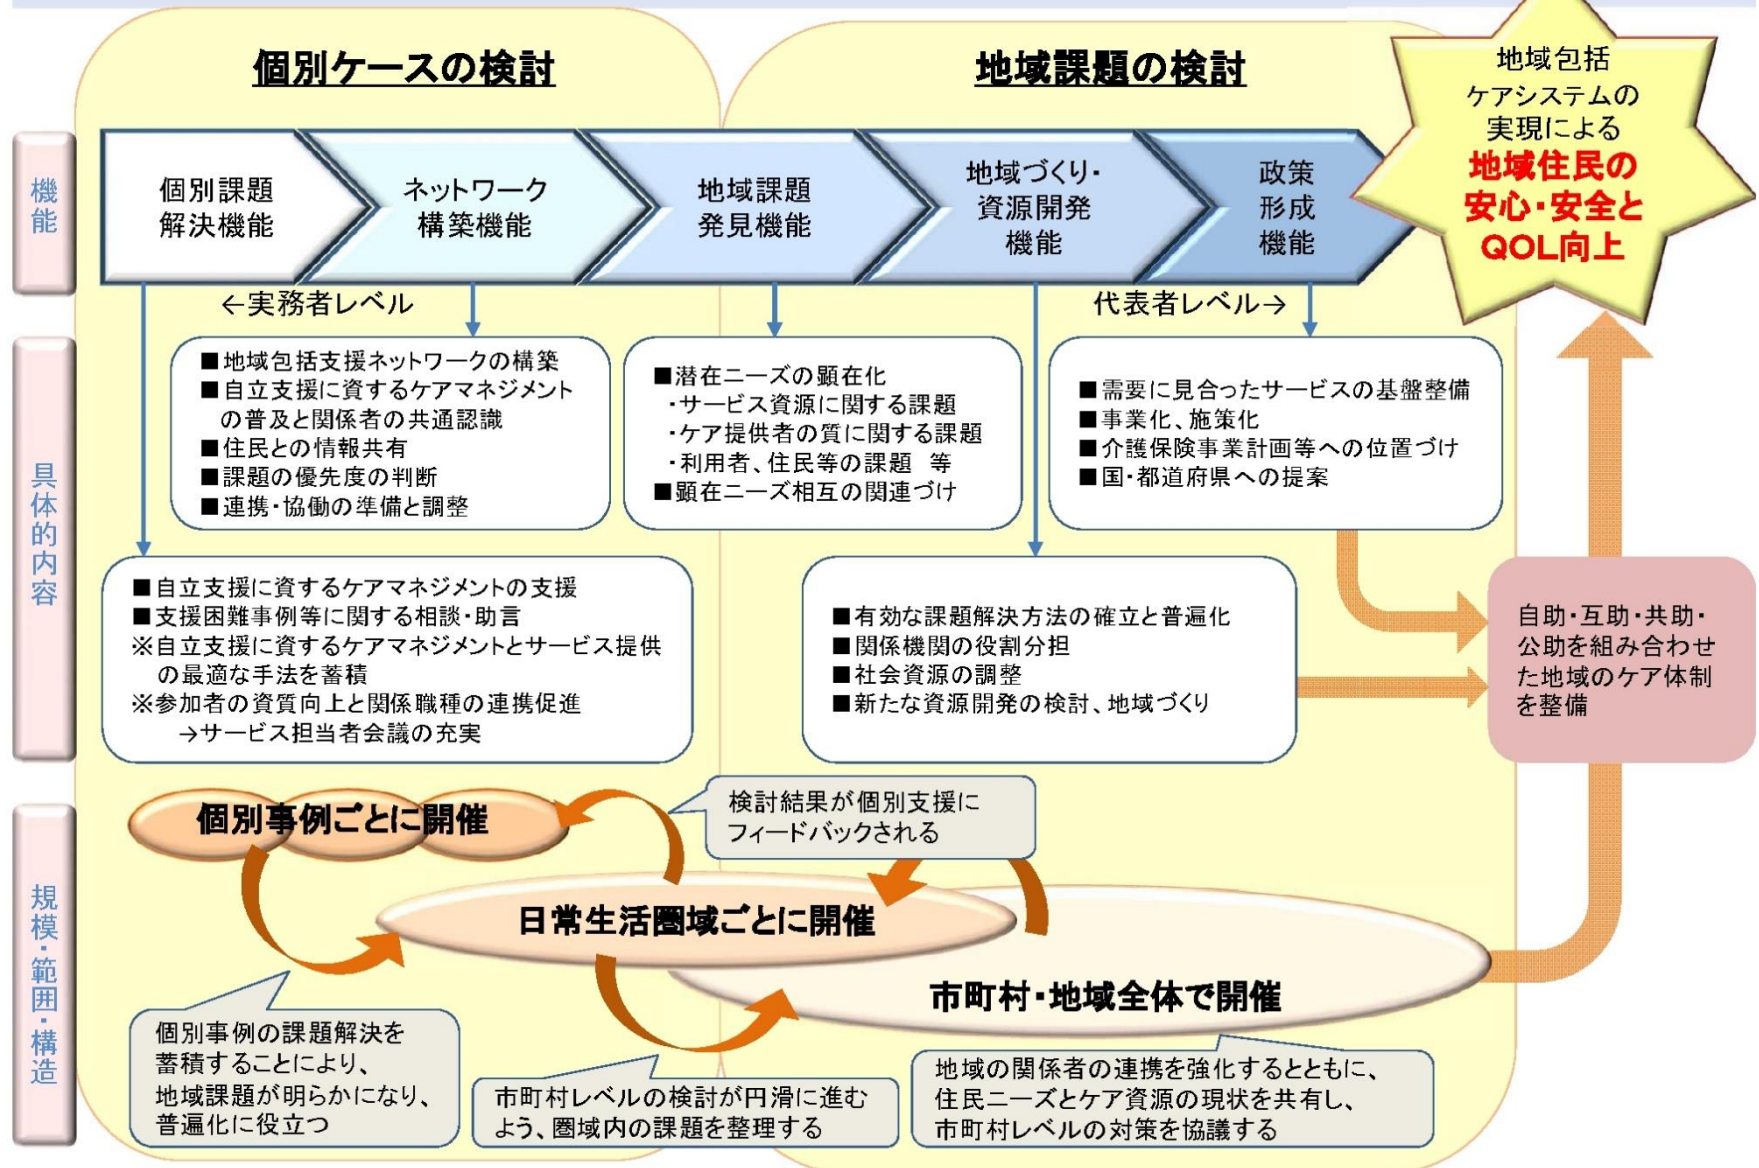 個別ケースの検討
地域課題の検討
地域包括
ケアシステムの
実現による
地域住民の
安心・安全と
QOL向上
機能
個別課題
解決機能
ネットワーク
構築機能
地域課題
発見機能
地域づくり・
資源開発
機能
政策
形成
機能
←実務者レベル
代表者レベル→
具体的内容
■地域包括支援ネットワークの構築
■自立支援に資するケアマネジメント
の普及と関係者の共通認識
■住民との情報共有
■課題の優先度の判断
■連携・協働の準備と調整
■潜在ニーズの顕在化
・サービス資源に関する課題
・ケア提供者の質に関する課題
・利用者、住民等の課題 等
■顕在ニーズ相互の関連づけ
■需要に見合ったサービスの基盤整備
■事業化、施策化
■介護保険事業計画等への位置づけ
■国・都道府県への提案
■自立支援に資するケアマネジメントの支援
■支援困難事例等に関する相談・助言
※自立支援に資するケアマネジメントとサービス提供
の最適な手法を蓄積
※参加者の資質向上と関係職種の連携促進
→サービス担当者会議の充実
■有効な課題解決方法の確立と普遍化
■関係機関の役割分担
■社会資源の調整
■新たな資源開発の検討、地域づくり
自助・互助・共助・
公助を組み合わせ
た地域のケア体制
を整備
規模・範囲・構造
個別事例ごとに開催
検討結果が個別支援に
フィードバックされる
日常生活圏域ごとに開催
市町村・地域全体で開催
個別事例の課題解決を
蓄積することにより、
地域課題が明らかになり、
普遍化に役立つ
市町村レベルの検討が円滑に進む
よう、圏域内の課題を整理する
地域の関係者の連携を強化するとともに、
住民ニーズとケア資源の現状を共有し、
市町村レベルの対策を協議する